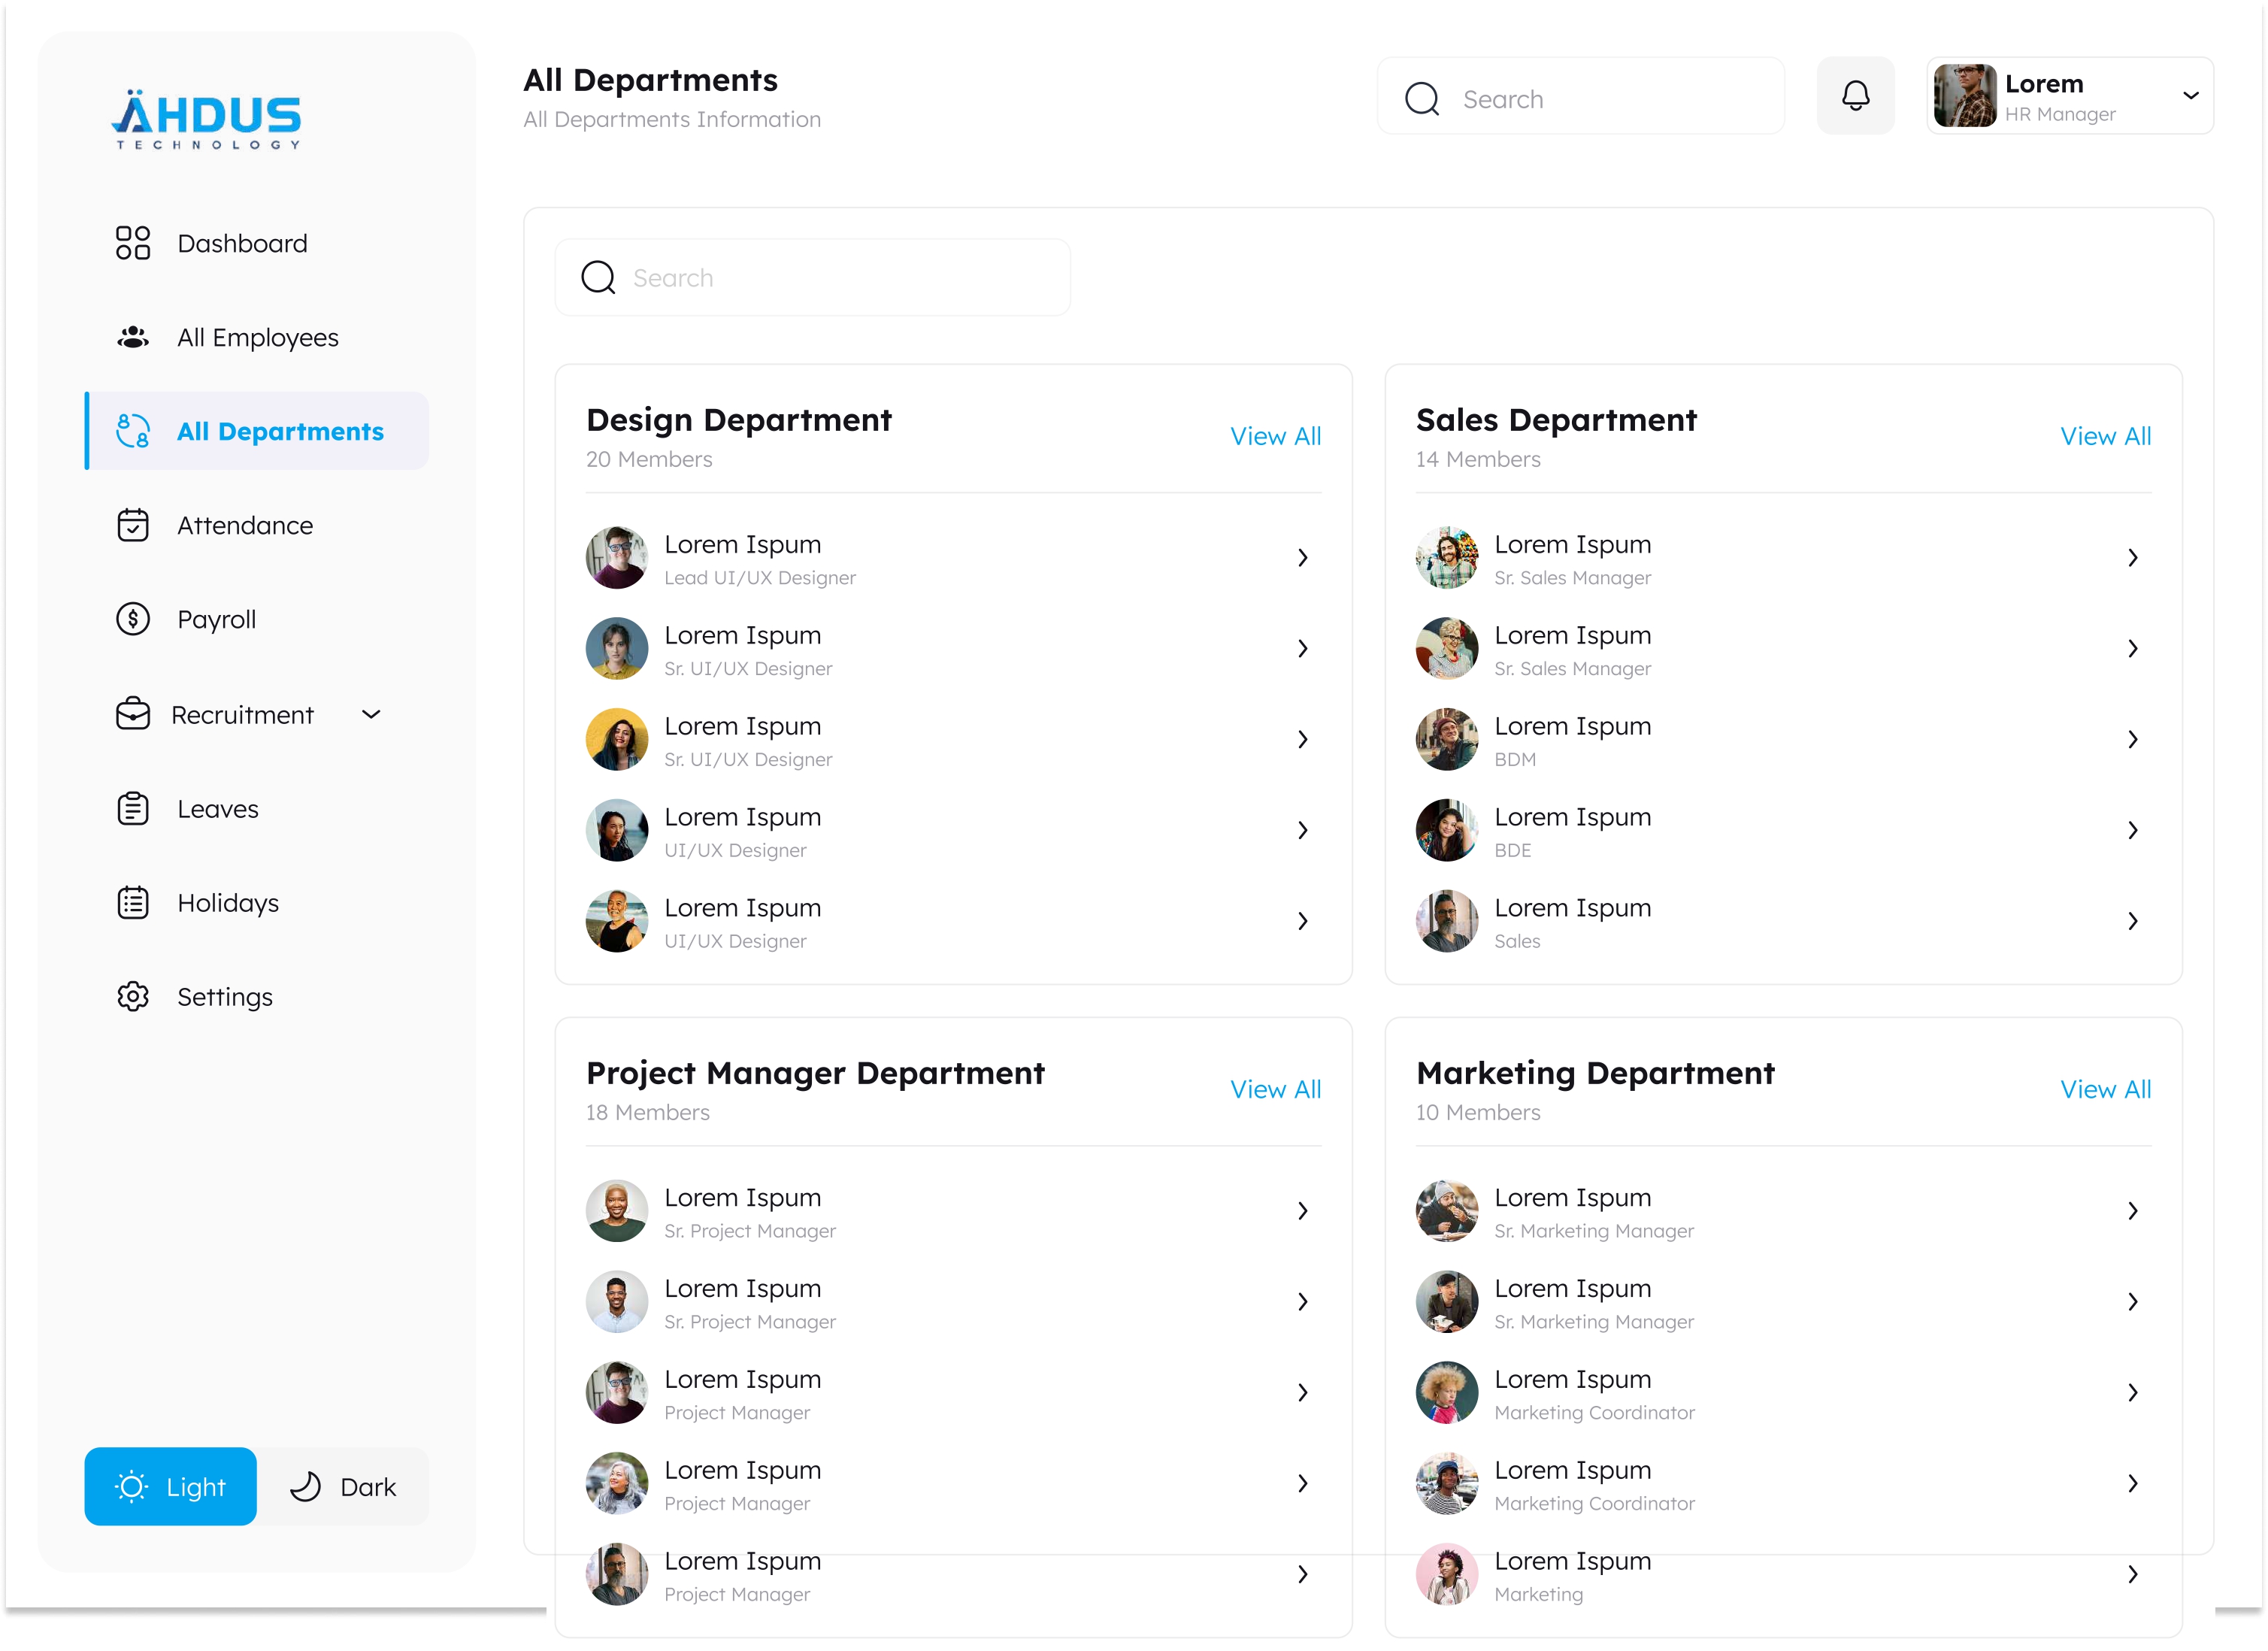 ÄHDUS
TECHNOLOGY
Dashboard
All Employees
All Departments
Attendance
Payroll
Recruitment
Leaves
Holidays
Settings
Light
Dark
All Departments
All Departments Information
Search
Lorem
HR Manager
Search
Design Department
20 Members
View All
Lorem Ispum
Lead UI/UX Designer
Lorem Ispum
Sr. UI/UX Designer
Lorem Ispum
Sr. UI/UX Designer
Lorem Ispum
UI/UX Designer
Lorem Ispum
UI/UX Designer
Sales Department
14 Members
View All
Lorem Ispum
Sr. Sales Manager
Lorem Ispum
Sr. Sales Manager
Lorem Ispum
BDM
Lorem Ispum
BDE
Lorem Ispum
Sales
Project Manager Department
18 Members
View All
Lorem Ispum
Sr. Project Manager
Lorem Ispum
Sr. Project Manager
Lorem Ispum
Project Manager
Lorem Ispum
Project Manager
Lorem Ispum
Project Manager
Marketing Department
10 Members
View All
Lorem Ispum
Sr. Marketing Manager
Lorem Ispum
Sr. Marketing Manager
Lorem Ispum
Marketing Coordinator
Lorem Ispum
Marketing Coordinator
Lorem Ispum
Marketing